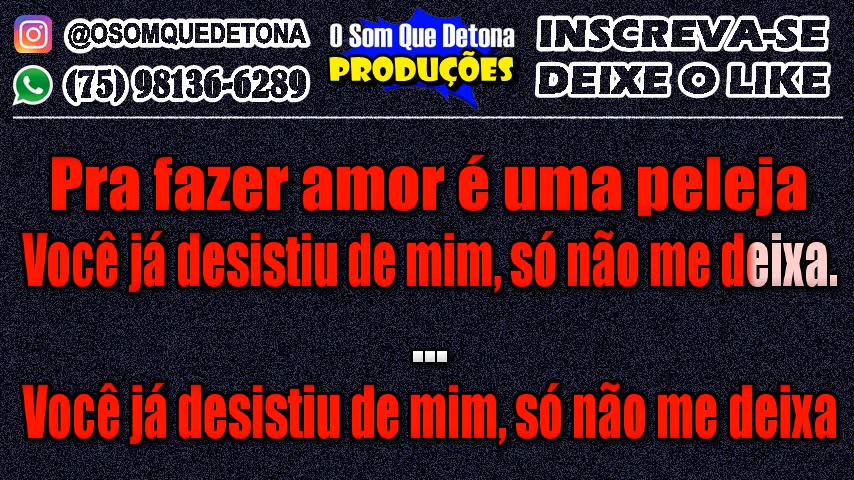 @OSOMQUEDETONA
(75) 98136-6289
O Som Que Detona
PRODUÇÕES
INSCREVA-SE
DEIXE O LIKE
Pra fazer amor é uma peleja
Você já desistiu de mim, só não me deixa.
...
Você já desistiu de mim, só não me deixa